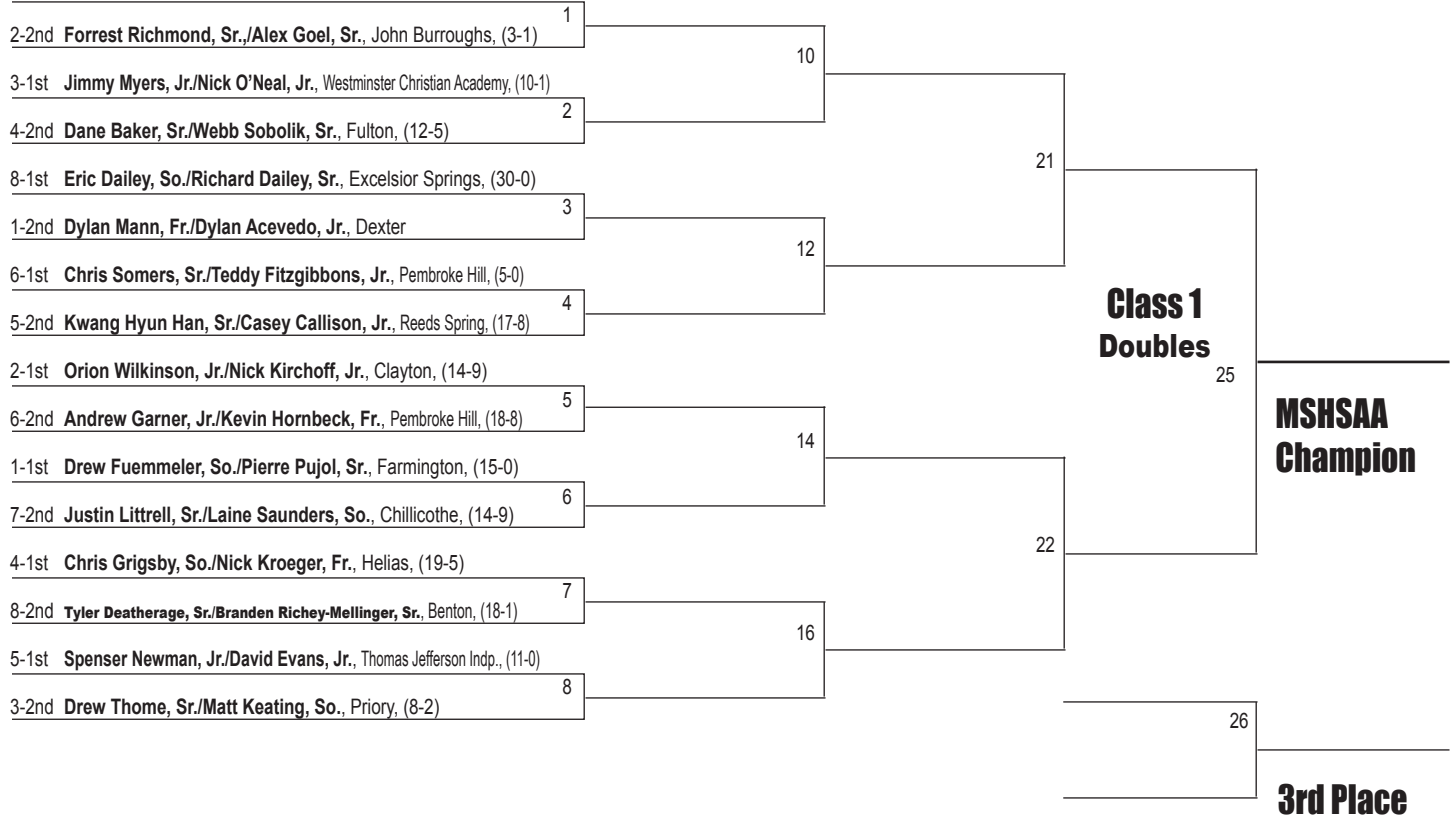 1
2-2nd Forrest Richmond, Sr.,/Alex Goel, Sr., John Burroughs, (3-1)
10
3-1st Jimmy Myers, Jr./Nick O'Neal, Jr., Westminster Christian Academy, (10-1)
2
4-2nd Dane Baker, Sr./Webb Sobolik, Sr., Fulton, (12-5)
21
8-1st Eric Dailey, So./Richard Dailey, Sr., Excelsior Springs, (30-0)
3
1-2nd Dylan Mann, Fr./Dylan Acevedo, Jr., Dexter
12
6-1st Chris Somers, Sr./Teddy Fitzgibbons, Jr., Pembroke Hill, (5-0)
4
5-2nd Kwang Hyun Han, Sr./Casey Callison, Jr., Reeds Spring, (17-8)
Class 1
Doubles
25
2-1st Orion Wilkinson, Jr./Nick Kirchoff, Jr., Clayton, (14-9)
5
6-2nd Andrew Garner, Jr./Kevin Hornbeck, Fr., Pembroke Hill, (18-8)
14
MSHSAA
Champion
1-1st Drew Fuemmeler, So./Pierre Pujol, Sr., Farmington, (15-0)
6
7-2nd Justin Littrell, Sr./Laine Saunders, So., Chillicothe, (14-9)
22
4-1st Chris Grigsby, So./Nick Kroeger, Fr., Helias, (19-5)
7
8-2nd Tyler Deatherage, Sr./Branden Richey-Mellinger, Sr., Benton, (18-1)
16
5-1st Spenser Newman, Jr./David Evans, Jr., Thomas Jefferson Indp., (11-0)
8
3-2nd Drew Thome, Sr./Matt Keating, So., Priory, (8-2)
26
3rd Place